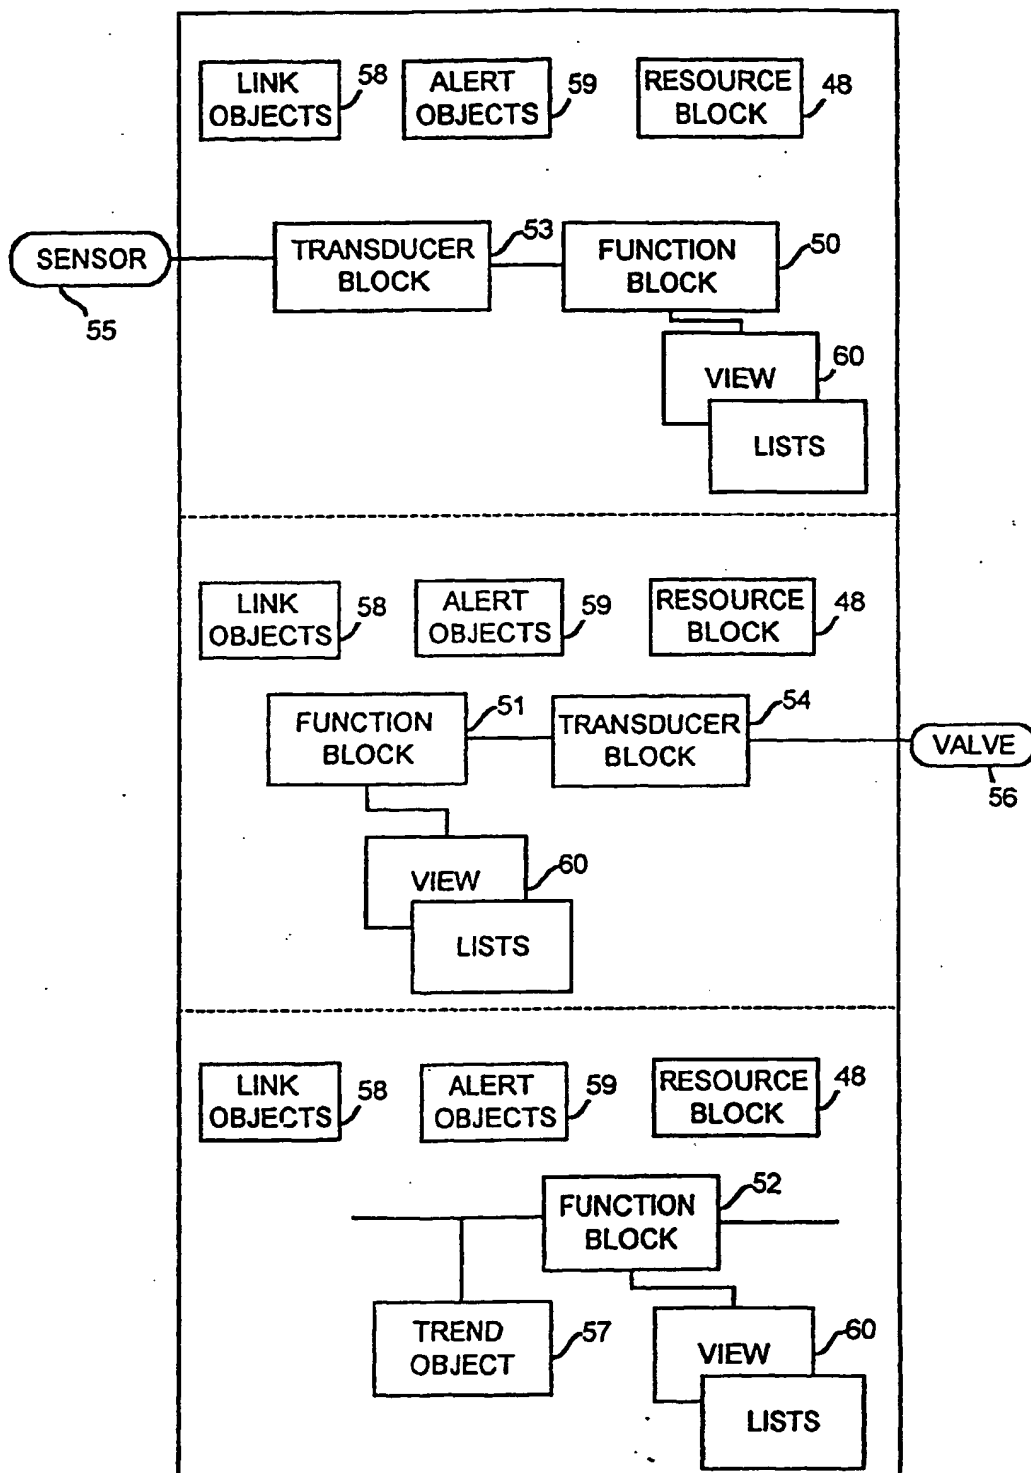 LINK
OBJECTS
58
ALERT
OBJECTS
59
RESOURCE
BLOCK
48
SENSOR
55
TRANSDUCER
BLOCK
53
FUNCTION
BLOCK
50
VIEW
60
LISTS
LINK
OBJECTS
58
ALERT
OBJECTS
59
RESOURCE
BLOCK
48
FUNCTION
BLOCK
51
TRANSDUCER
BLOCK
54
VALVE
56
VIEW
60
LISTS
LINK
OBJECTS
58
ALERT
OBJECTS
59
RESOURCE
BLOCK
48
FUNCTION
BLOCK
52
TREND
OBJECT
57
VIEW
60
LISTS